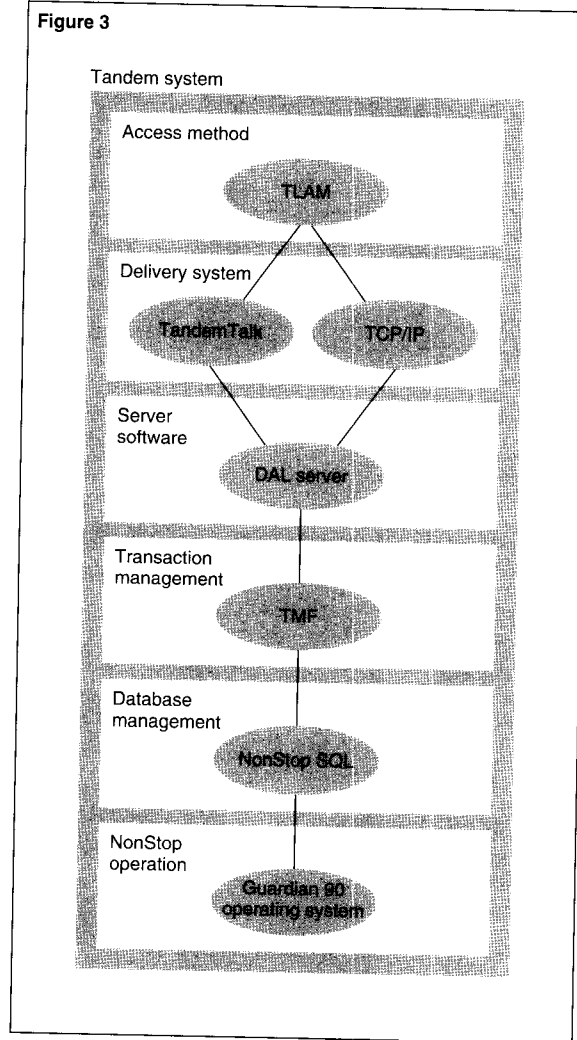 Figure 3
Tandem system
Access method
TLAM
Delivery system
TandemTalk
TCP/IP
Server
software
DAL server
Transaction
management
TMF
Database
management
NonStop SQL
NonStop
operation
Guardian 90
operating system